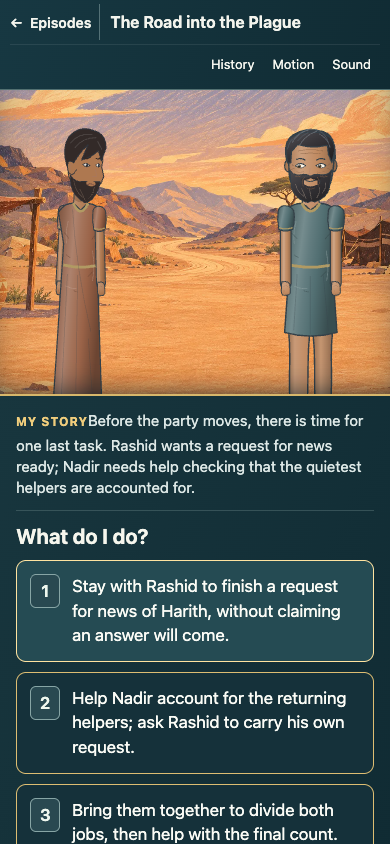 ← Episodes
The Road into the Plague
History Motion Sound
MY STORYBefore the party moves, there is time for
one last task. Rashid wants a request for news
ready; Nadir needs help checking that the quietest
helpers are accounted for.
What do I do?
1
Stay with Rashid to finish a request
for news of Harith, without claiming
an answer will come.
2
Help Nadir account for the returning
helpers; ask Rashid to carry his own
request.
3
Bring them together to divide both
jobs, then help with the final count.